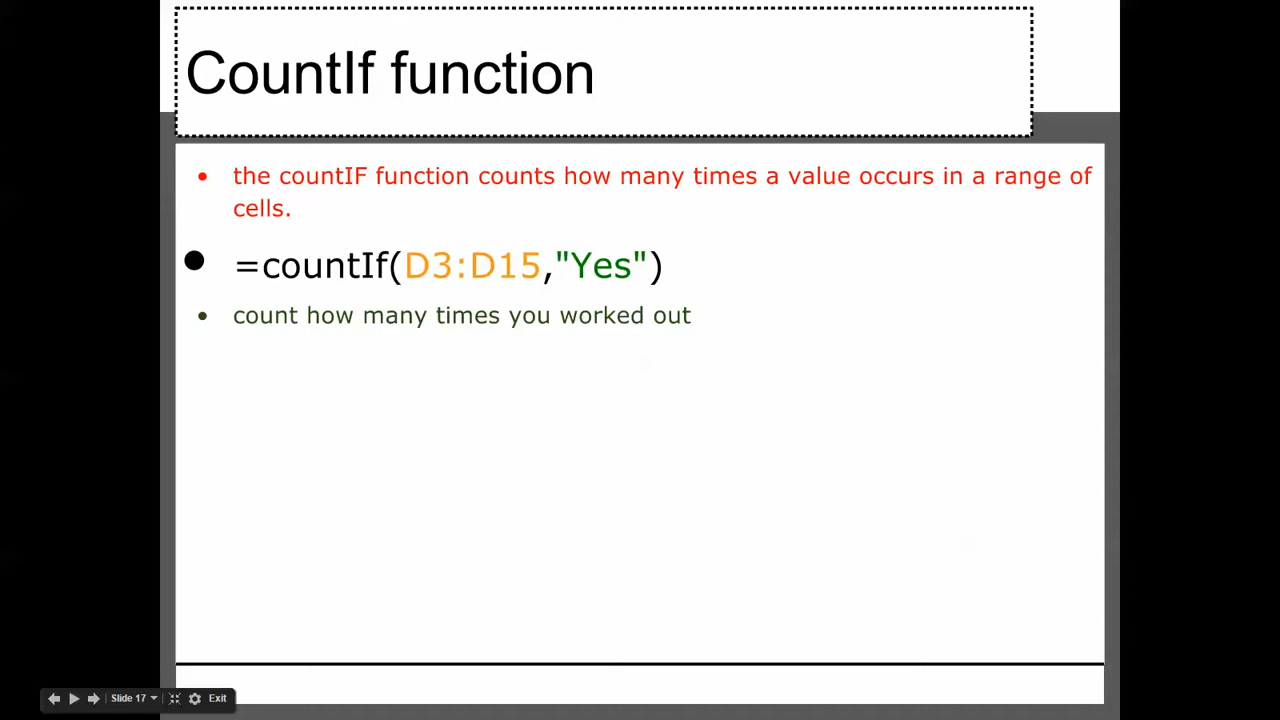 CountIf function
• the countIF function counts how many times a value occurs in a range of
cells.
• =countIf(D3:D15,"Yes")
• count how many times you worked out
Slide 17
Exit